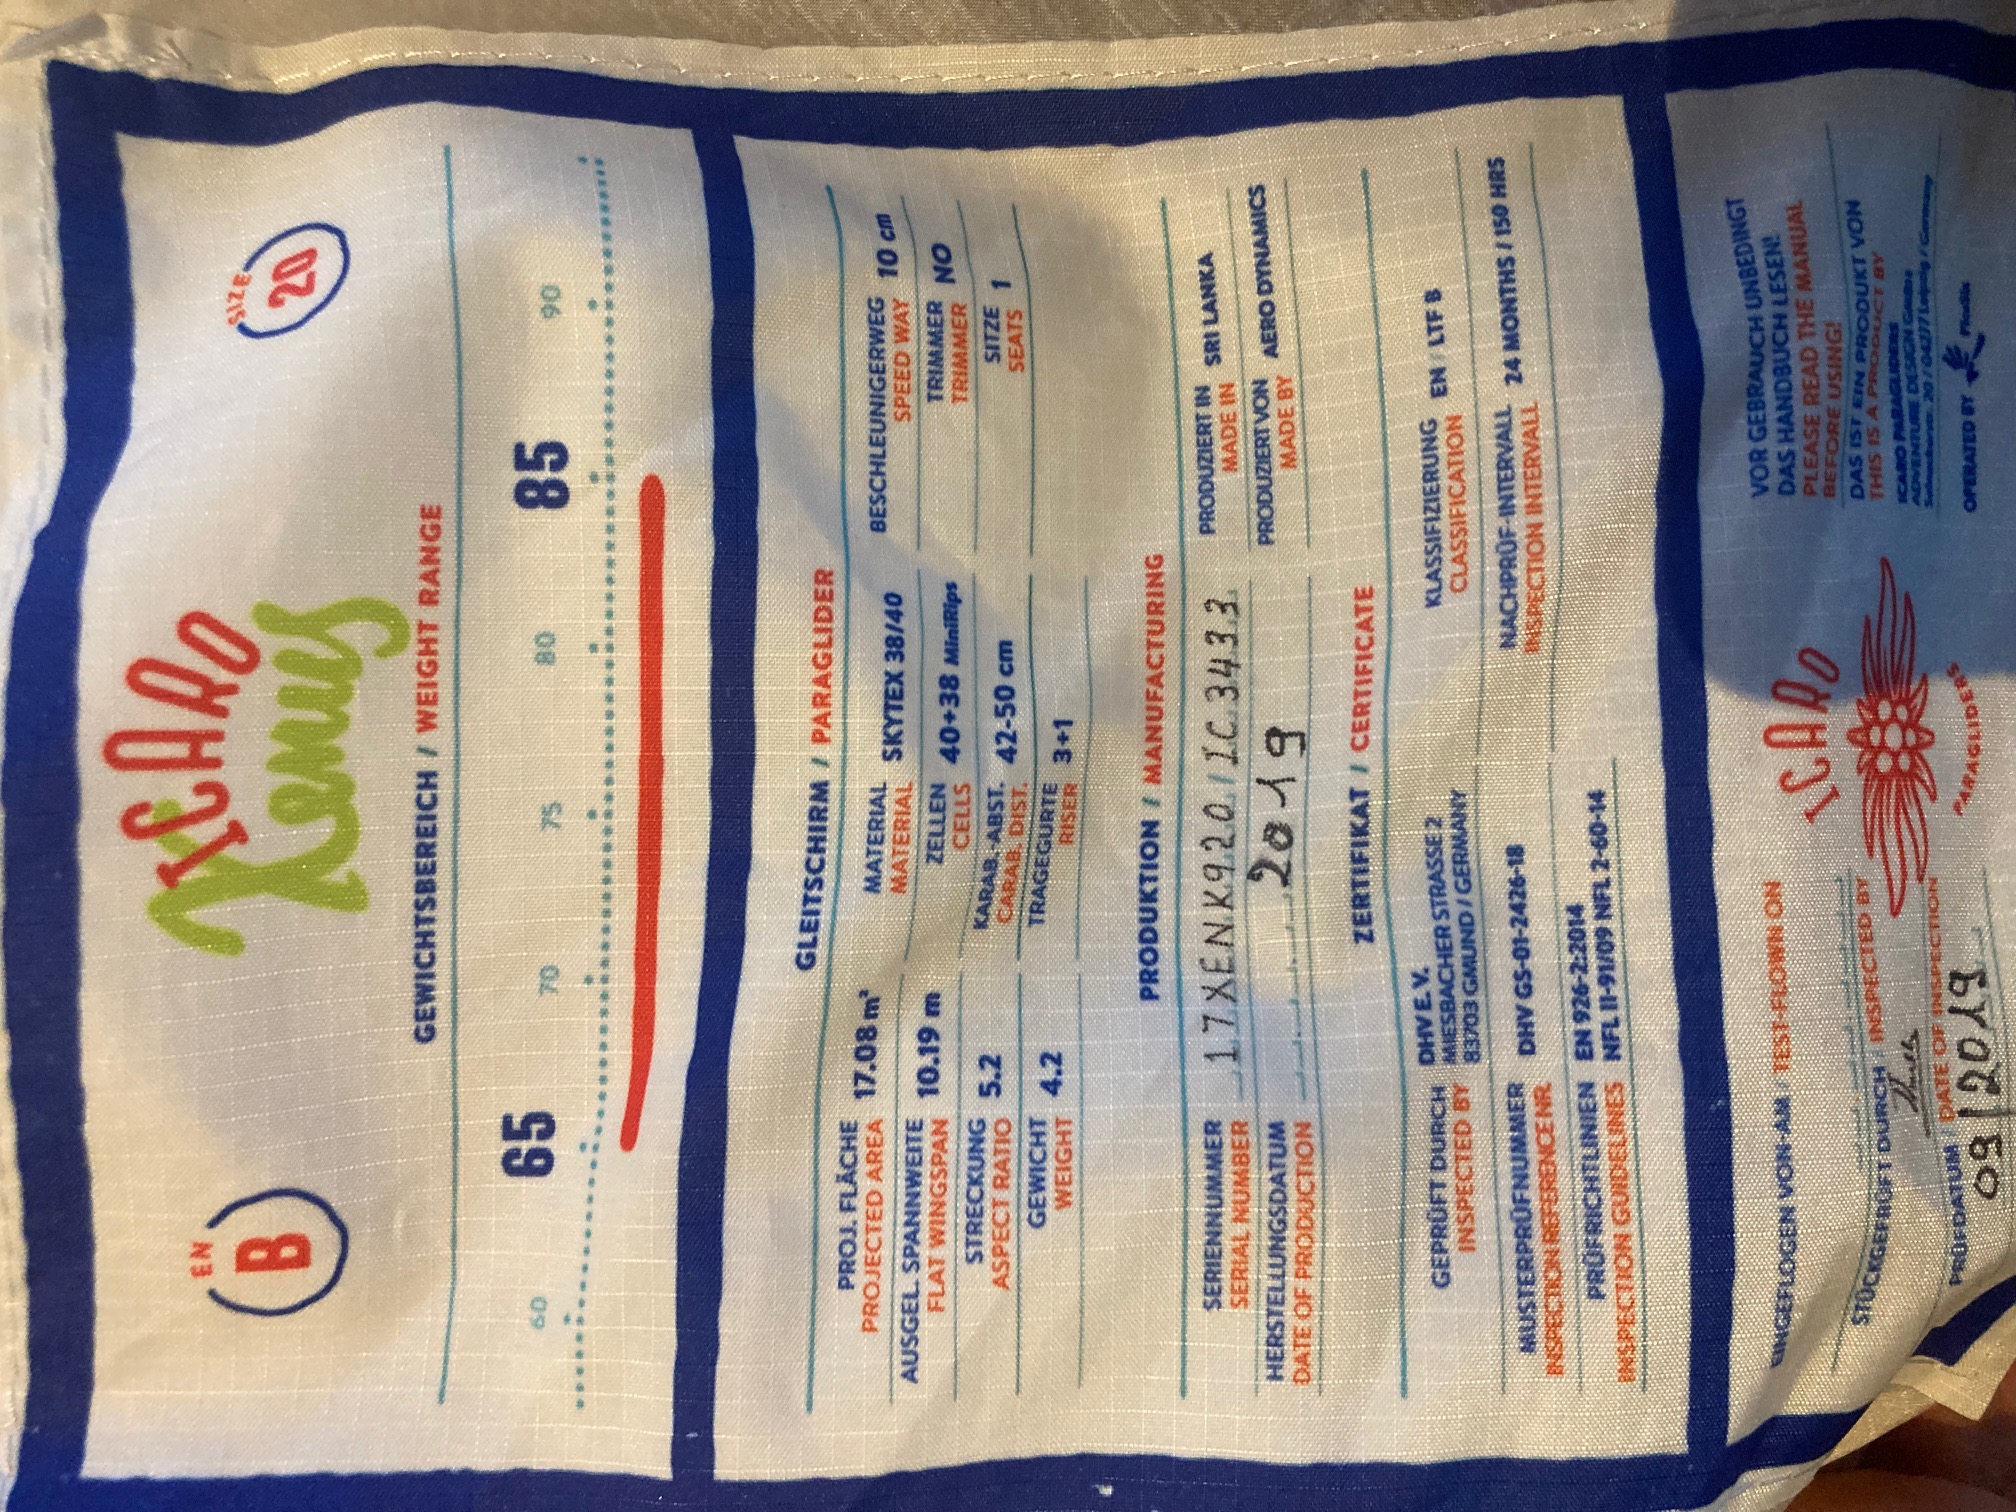 EN
B
ICARO
Xenus
SIZE
20
GEWICHTSBEREICH / WEIGHT RANGE
60 65 70 75 80 85 90
GLEITSCHIRM / PARAGLIDER
PROJ. FLÄCHE 17.08 m²
PROJECTED AREA
AUSGEL. SPANNWEITE 10.19 m
FLAT WINGSPAN
STRECKUNG 5.2
ASPECT RATIO
GEWICHT 4.2
WEIGHT
MATERIAL SKYTEX 38/40
MATERIAL
ZELLEN 40+38 MiniRips
CELLS
KARAB.-ABST. 42-50 cm
CARAB. DIST.
TRAGEGURTE 3+1
RISER
BESCHLEUNIGERWEG 10 cm
SPEED WAY
TRIMMER NO
TRIMMMER
SITZE 1
SEATS
PRODUKTION / MANUFACTURING
SERIENNUMMER 17XENK920/IC3433
SERIAL NUMBER
HERSTELLUNGSDATUM 2019
DATE OF PRODUCTION
PRODUZIERT IN SRI LANKA
MADE IN
PRODUZIERT VON AERO DYNAMICS
MADE BY
ZERTIFIKAT / CERTIFICATE
GEPRÜFT DURCH DHV E.V.
INSPECTED BY MIESBACHER STRASSE 2
83703 GMUND / GERMANY
MUSTERPRÜFNUMMER DHV GS-01-2426-18
INSPECTION REFERENCE NR.
PRÜFRICHTLINIEN EN 926-2:2014
INSPECTION GUIDELINES NFL II-91/09 NFL 2-60-14
KLASSIFIZIERUNG EN / LTF B
CLASSIFICATION
NACHPRÜF-INTERVALL 24 MONTHS / 150 HRS
INSPECTION INTERVALL
EINGEFLOGEN VON-AM / TEST-FLOWN ON
STÜCKGEPRÜFT DURCH / INSPECTED BY
PRÜFDATUM / DATE OF INSPECTION
09/2019
ICARO
PARAGLIDERS
VOR GEBRAUCH UNBEDINGT
DAS HANDBUCH LESEN!
PLEASE READ THE MANUAL
BEFORE USING!
DAS IST EIN PRODUKT VON
THIS IS A PRODUCT BY
ICARO PARAGLIDERS
ADVENTURE DESIGN GmbH
04277 Leipzig / Germany
OPERATED BY